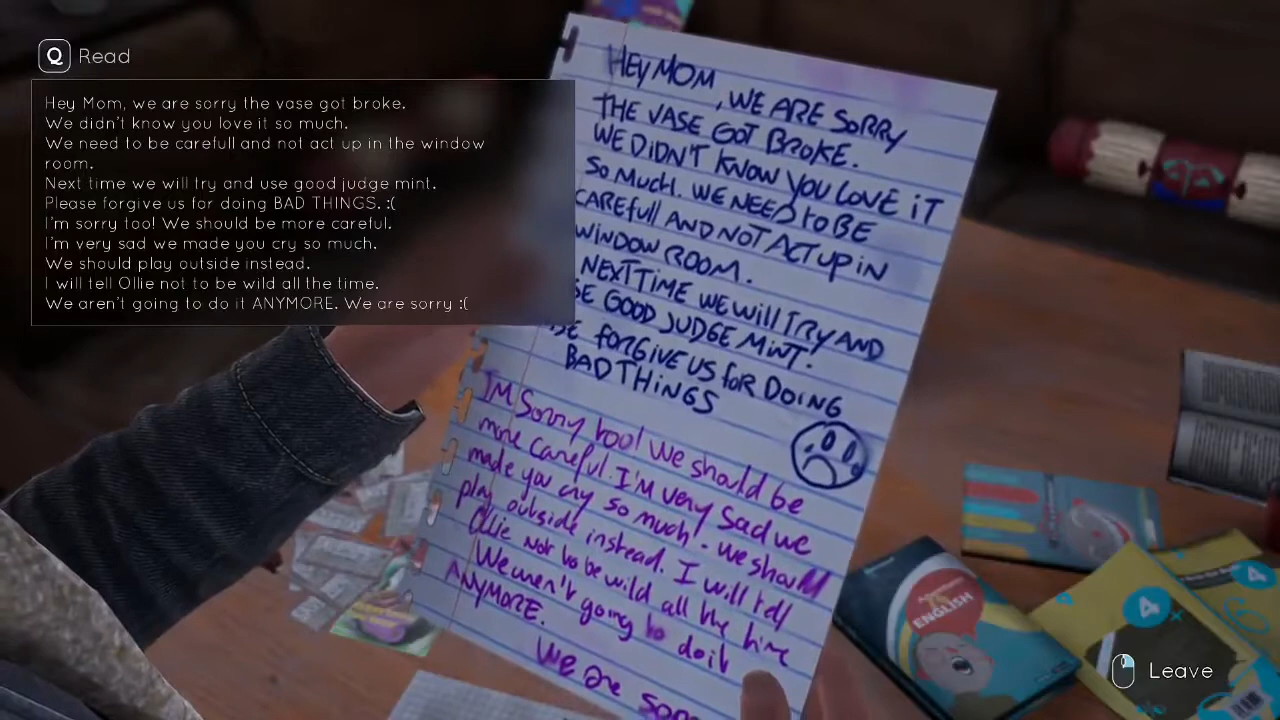 Q Read
Hey Mom, we are sorry the vase got broke.
We didn't know you love it so much.
We need to be carefull and not act up in the window
room.
Next time we will try and use good judge mint.
Please forgive us for doing BAD THINGS. :(
I'm sorry too! We should be more careful.
I'm very sad we made you cry so much.
We should play outside instead.
I will tell Ollie not to be wild all the time.
We aren't going to do it ANYMORE. We are sorry :(
HEY MOM, WE ARE SORRY
THE VASE GOT BROKE.
WE DIDN'T KNOW YOU LOVE IT
SO MUCH. WE NEED TO BE
CAREFULL AND NOT ACT UP IN
WINDOW ROOM.
NEXT TIME WE WILL TRY AND
SE GOOD JUDGE MINT.
SE FORGIVE US FOR DOING
BAD THINGS
I'M Sorry too! We should be
more careful. I'M very sad we
made you cry so much. we should
play outside instead. I will tell
Ollie not to be wild all the time
We aren't going to do it
ANYMORE.
We are sorr
ENGLISH
4
4
Leave